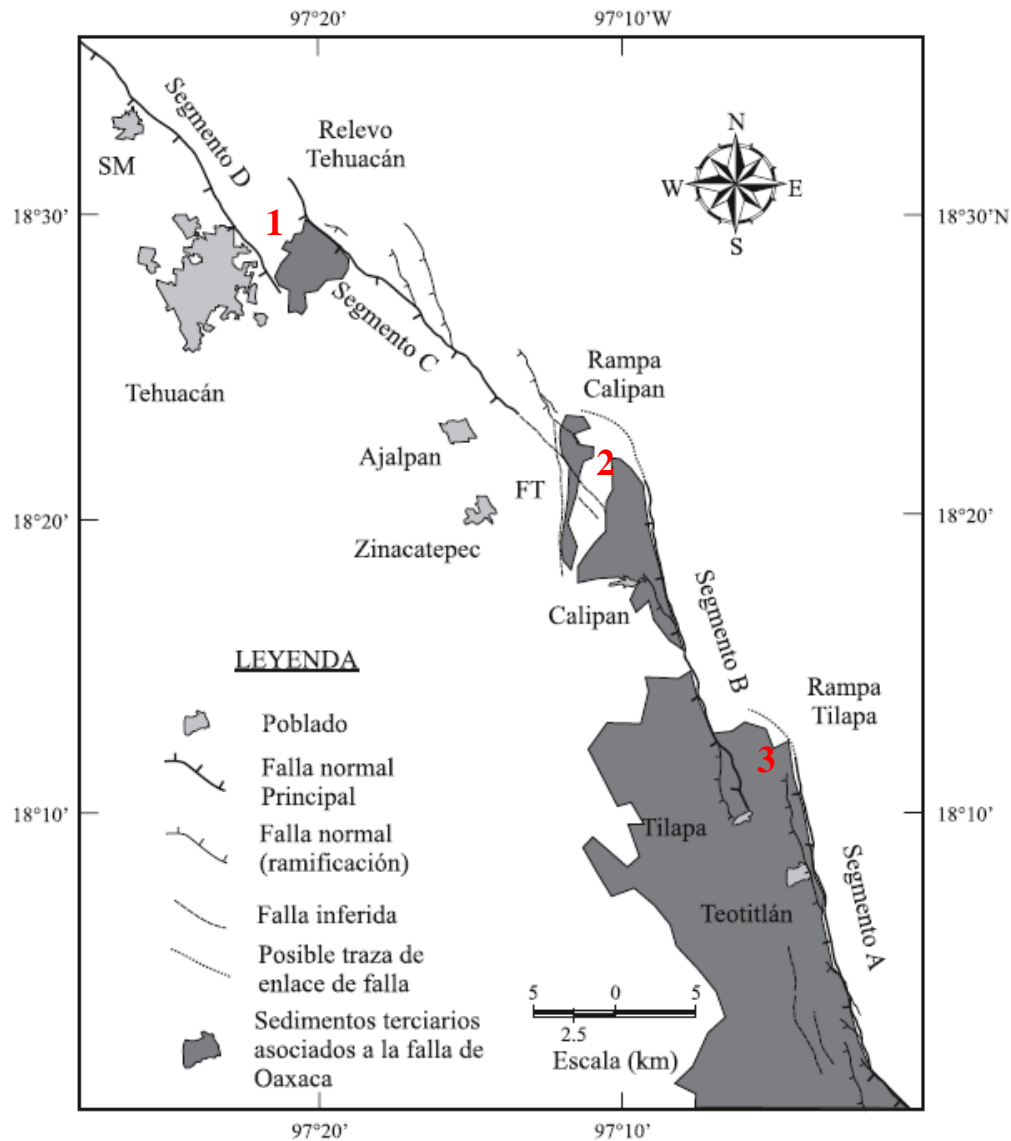 97°20'
97°10'W
Segmento D
Relevo
Tehuacán
N
W
E
S
SM
18°30'
18°30'N
1
Segmento C
Tehuacán
Rampa
Calipan
Ajalpan
2
FT
18°20'
18°20'
Zinacatepec
Calipan
Segmento B
LEYENDA
Rampa
Tilapa
Poblado
3
Falla normal
Principal
18°10'
18°10'
Tilapa
Falla normal
(ramificación)
Segmento A
Teotitlán
Falla inferida
Posible traza de
enlace de falla
5
0
5
2.5
Escala (km)
Sedimentos terciarios
asociados a la falla de
Oaxaca
97°20'
97°10'